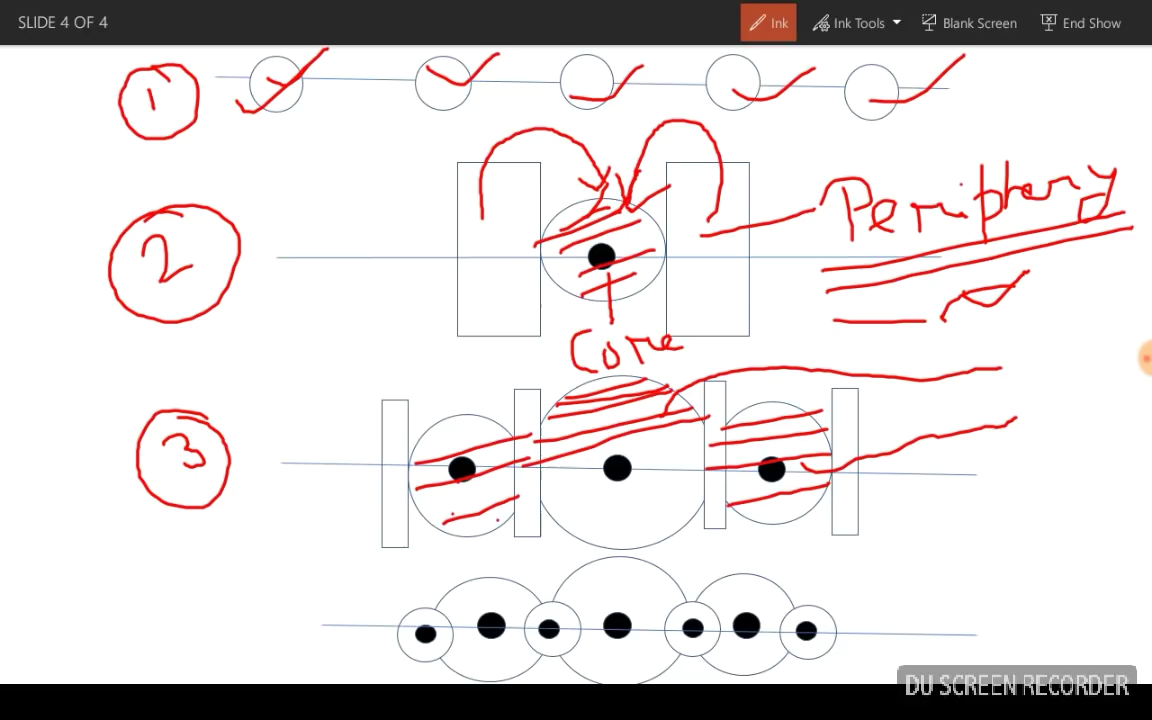 SLIDE 4 OF 4
Ink
Ink Tools
Blank Screen
End Show
1
2
Periphery
Core
3
DU SCREEN RECORDER